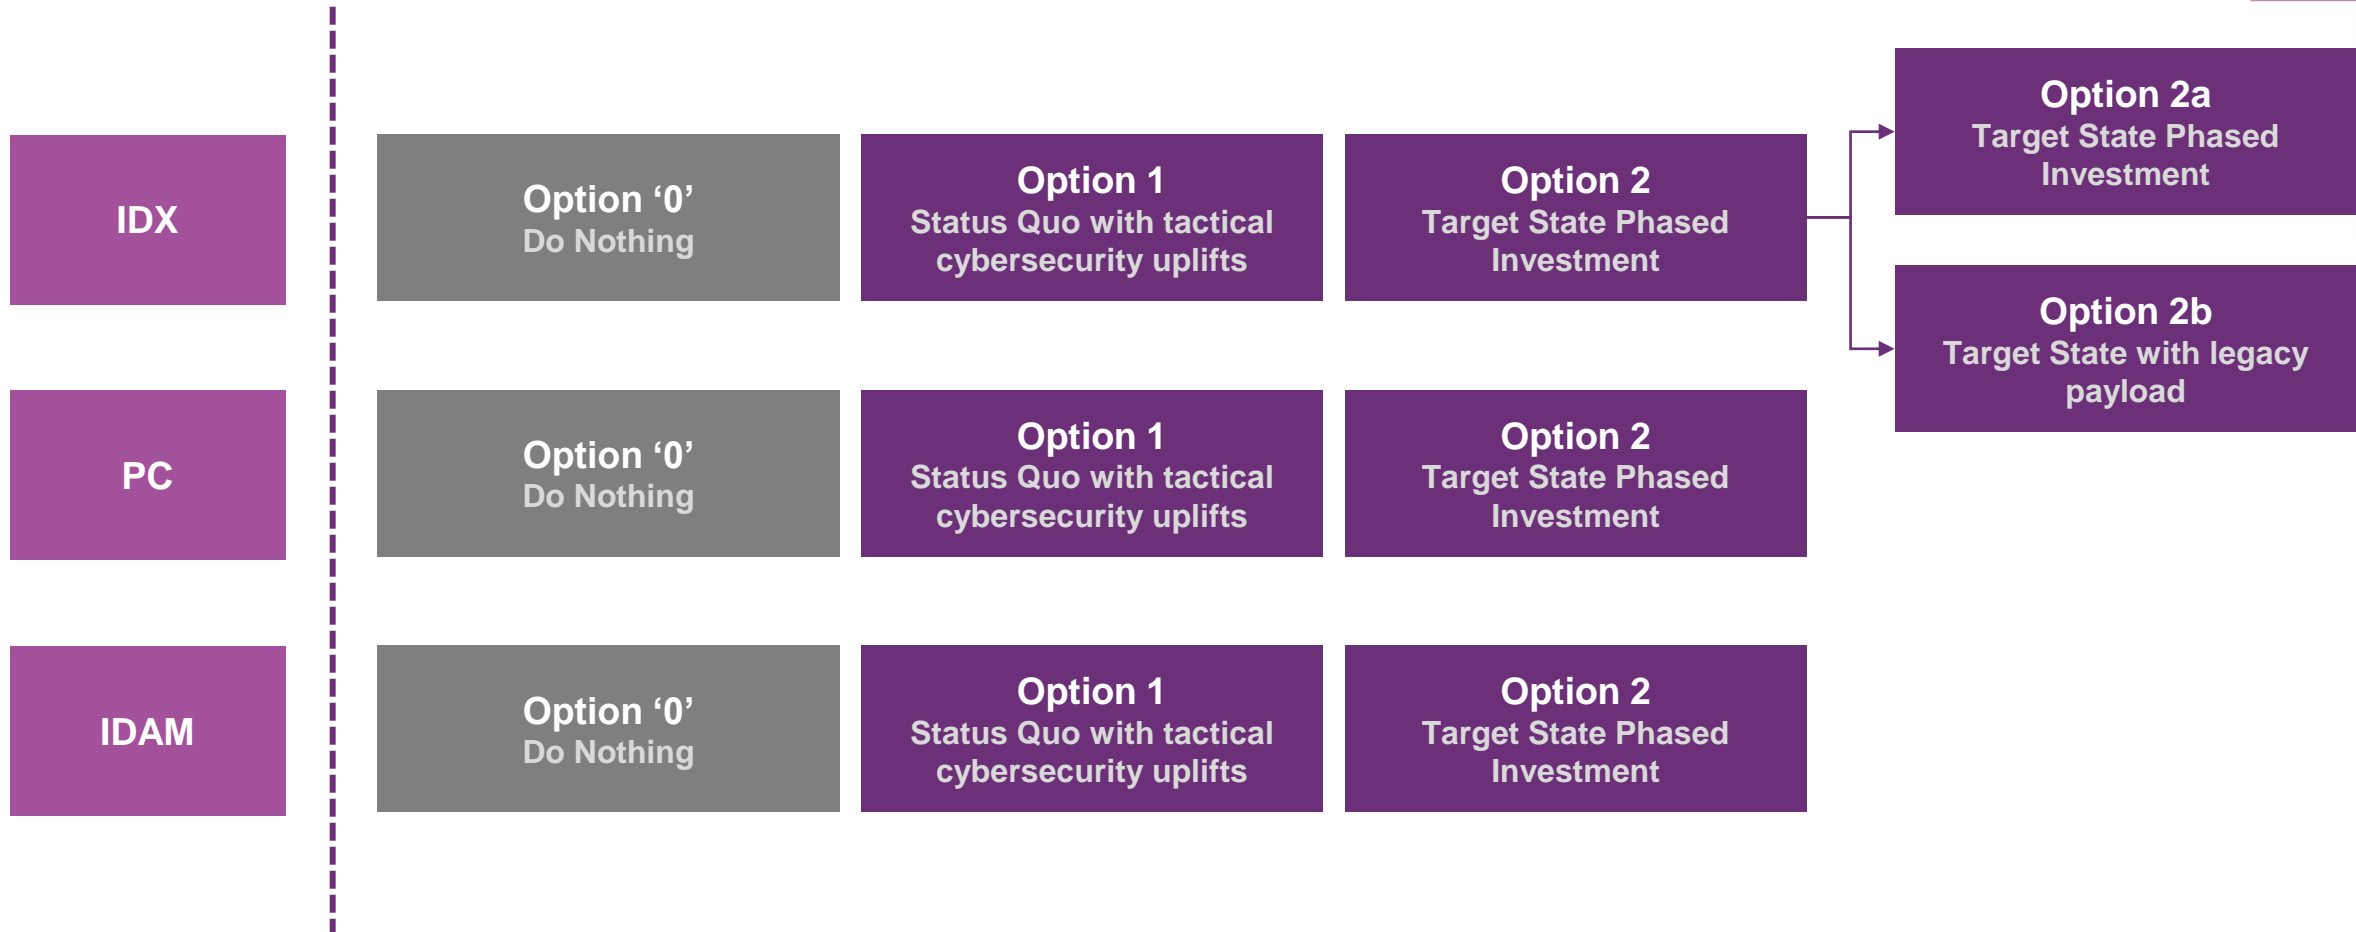 IDX
Option ‘0’
Do Nothing
Option 1
Status Quo with tactical
cybersecurity uplifts
Option 2
Target State Phased
Investment
Option 2a
Target State Phased
Investment
Option 2b
Target State with legacy
payload
PC
Option ‘0’
Do Nothing
Option 1
Status Quo with tactical
cybersecurity uplifts
Option 2
Target State Phased
Investment
IDAM
Option ‘0’
Do Nothing
Option 1
Status Quo with tactical
cybersecurity uplifts
Option 2
Target State Phased
Investment